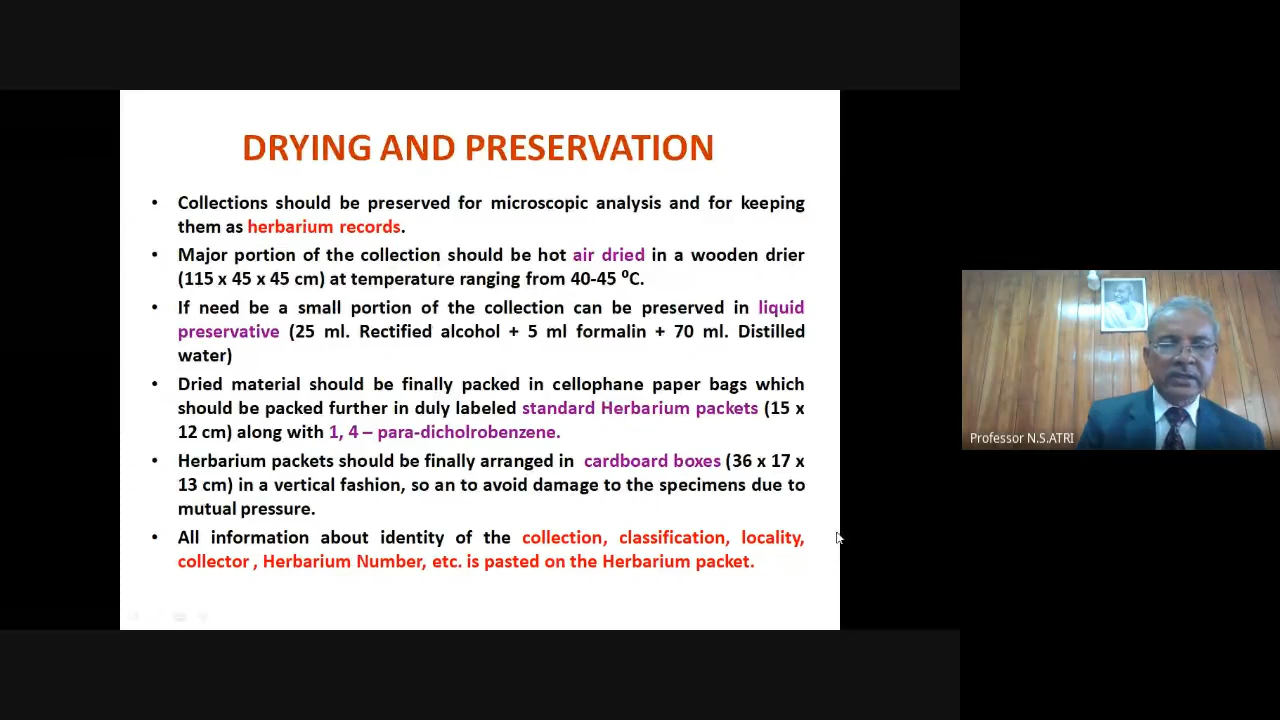 DRYING AND PRESERVATION
• Collections should be preserved for microscopic analysis and for keeping
them as herbarium records.
• Major portion of the collection should be hot air dried in a wooden drier
(115 x 45 x 45 cm) at temperature ranging from 40-45 ⁰C.
• If need be a small portion of the collection can be preserved in liquid
preservative (25 ml. Rectified alcohol + 5 ml formalin + 70 ml. Distilled
water)
• Dried material should be finally packed in cellophane paper bags which
should be packed further in duly labeled standard Herbarium packets (15 x
12 cm) along with 1, 4 – para-dicholrobenzene.
• Herbarium packets should be finally arranged in cardboard boxes (36 x 17 x
13 cm) in a vertical fashion, so an to avoid damage to the specimens due to
mutual pressure.
• All information about identity of the collection, classification, locality,
collector , Herbarium Number, etc. is pasted on the Herbarium packet.
Professor N.S.ATRI